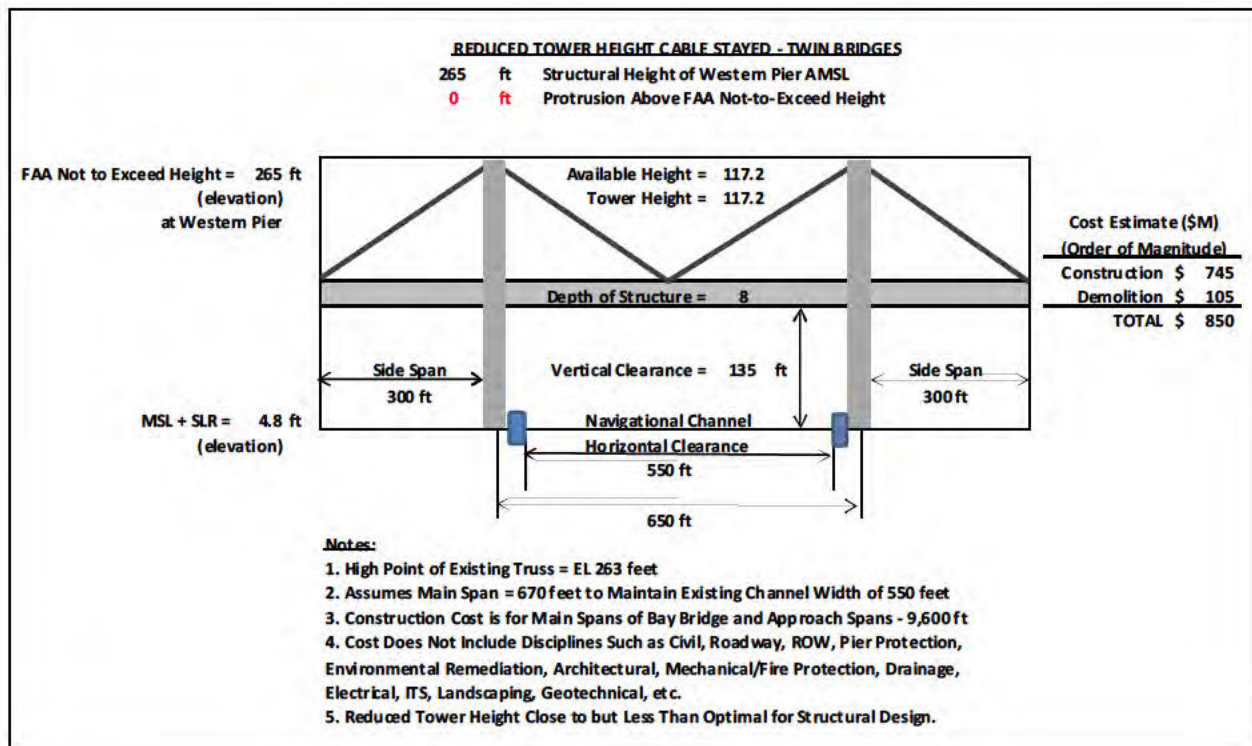 REDUCED TOWER HEIGHT CABLE STAYED - TWIN BRIDGES
265 ft Structural Height of Western Pier AMSL
0 ft Protrusion Above FAA Not-to-Exceed Height
FAA Not to Exceed Height = 265 ft
(elevation)
at Western Pier
Available Height = 117.2
Tower Height = 117.2
Cost Estimate ($M)
(Order of Magnitude)
Construction $ 745
Demolition $ 105
TOTAL $ 850
Depth of Structure = 8
Side Span
300 ft
Vertical Clearance = 135 ft
Side Span
300 ft
MSL + SLR = 4.8 ft
(elevation)
Navigational Channel
Horizontal Clearance
550 ft
650 ft
Notes:
1. High Point of Existing Truss = EL 263 feet
2. Assumes Main Span = 670 feet to Maintain Existing Channel Width of 550 feet
3. Construction Cost is for Main Spans of Bay Bridge and Approach Spans - 9,600 ft
4. Cost Does Not Include Disciplines Such as Civil, Roadway, ROW, Pier Protection,
Environmental Remediation, Architectural, Mechanical/Fire Protection, Drainage,
Electrical, ITS, Landscaping, Geotechnical, etc.
5. Reduced Tower Height Close to but Less Than Optimal for Structural Design.